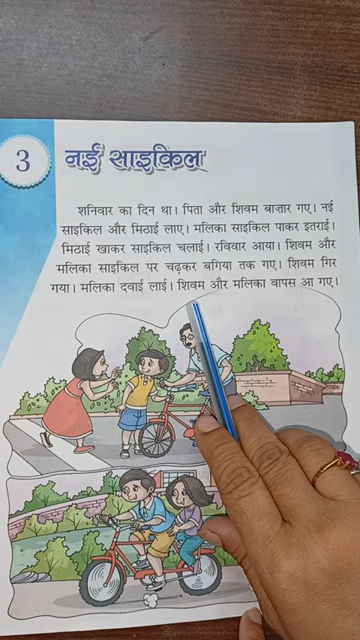 3
नई साइकिल
शनिवार का दिन था। पिता और शिवम बाज़ार गए। नई
साइकिल और मिठाई लाए। मलिका साइकिल पाकर इतराई।
मिठाई खाकर साइकिल चलाई। रविवार आया। शिवम और
मलिका साइकिल पर चढ़कर बगिया तक गए। शिवम गिर
गया। मलिका दवाई लाई। शिवम और मलिका वापस आ गए।